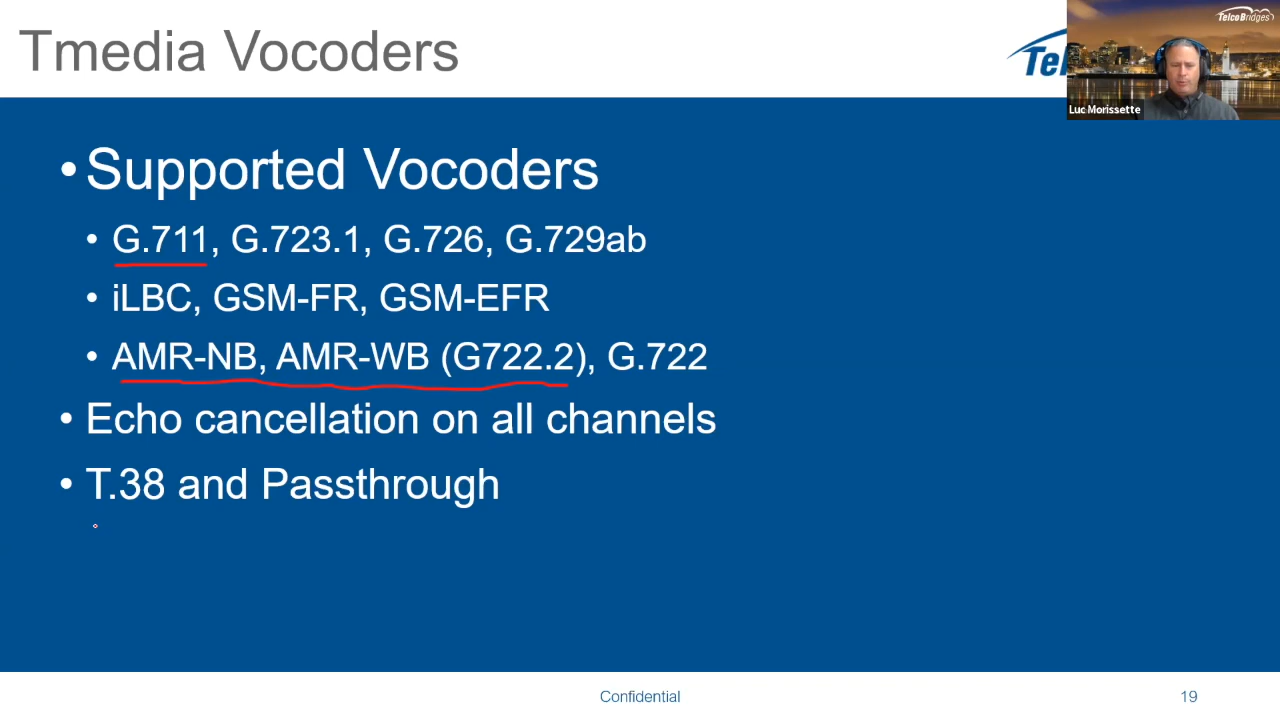 Tmedia Vocoders
Tel
TelcoBridges
Luc Morissette
• Supported Vocoders
• G.711, G.723.1, G.726, G.729ab
• iLBC, GSM-FR, GSM-EFR
• AMR-NB, AMR-WB (G722.2), G.722
• Echo cancellation on all channels
• T.38 and Passthrough
Confidential
19